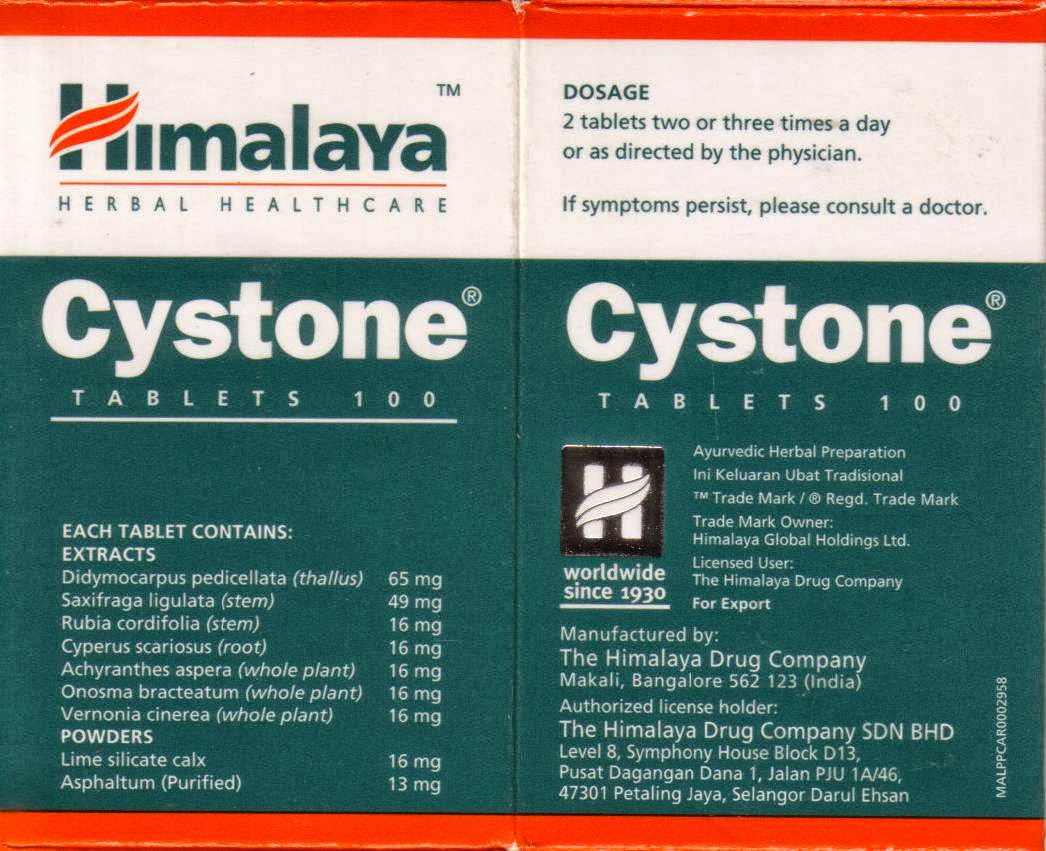 Himalaya ™
HERBAL HEALTHCARE
Cystone®
TABLETS 100
EACH TABLET CONTAINS:
EXTRACTS
Didymocarpus pedicellata (thallus) 65 mg
Saxifraga ligulata (stem) 49 mg
Rubia cordifolia (stem) 16 mg
Cyperus scariosus (root) 16 mg
Achyranthes aspera (whole plant) 16 mg
Onosma bracteatum (whole plant) 16 mg
Vernonia cinerea (whole plant) 16 mg
POWDERS
Lime silicate calx 16 mg
Asphaltum (Purified) 13 mg
DOSAGE
2 tablets two or three times a day
or as directed by the physician.
If symptoms persist, please consult a doctor.
Cystone®
TABLETS 100
H
worldwide
since 1930
Ayurvedic Herbal Preparation
Ini Keluaran Ubat Tradisional
™ Trade Mark / ® Regd. Trade Mark
Trade Mark Owner:
Himalaya Global Holdings Ltd.
Licensed User:
The Himalaya Drug Company
For Export
Manufactured by:
The Himalaya Drug Company
Makali, Bangalore 562 123 (India)
Authorized license holder:
The Himalaya Drug Company SDN BHD
Level 8, Symphony House Block D13,
Pusat Dagangan Dana 1, Jalan PJU 1A/46,
47301 Petaling Jaya, Selangor Darul Ehsan
MALPPCAR0002958